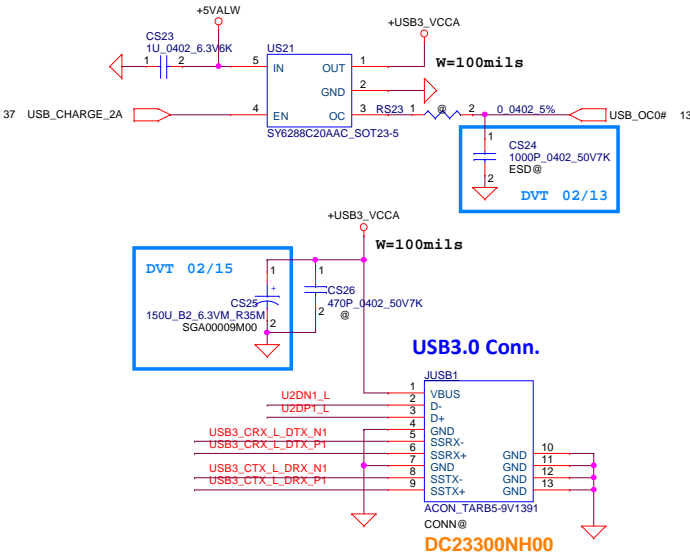 +5VALW
+USB3_VCCA
CS23
1U_0402_6.3V6K
1 2
US21
W=100mils
5 IN OUT 1
GND 2
37 USB_CHARGE_2A 4 EN OC 3 RS23 1 @ 2 0_0402_5% USB_OC0# 13
SY6288C20AAC_SOT23-5
1
CS24
1000P_0402_50V7K
ESD@
2
DVT 02/13
+USB3_VCCA
W=100mils
DVT 02/15
1 1
+
CS25 CS26
150U_B2_6.3VM_R35M 470P_0402_50V7K
SGA00009M00 @
2 2
USB3.0 Conn.
JUSB1
1 VBUS
U2DN1_L 2 D-
U2DP1_L 3 D+
4 GND
USB3_CRX_L_DTX_N1 5 SSRX-
USB3_CRX_L_DTX_P1 6 SSRX+ GND 10
7 GND GND 11
USB3_CTX_L_DRX_N1 8 SSTX- GND 12
USB3_CTX_L_DRX_P1 9 SSTX+ GND 13
ACON_TARB5-9V1391
CONN@
DC23300NH00